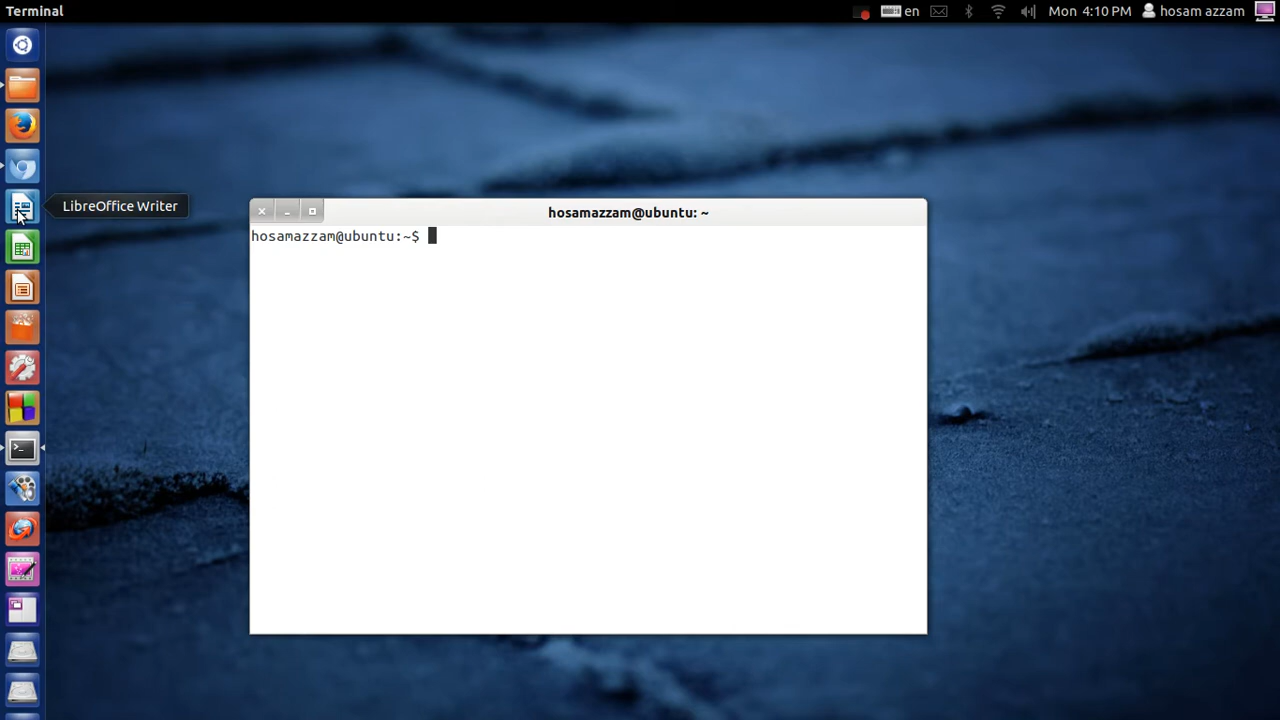 Terminal
en
Mon 4:10 PM
hosam azzam
LibreOffice Writer
hosamazzam@ubuntu: ~
hosamazzam@ubuntu:~$